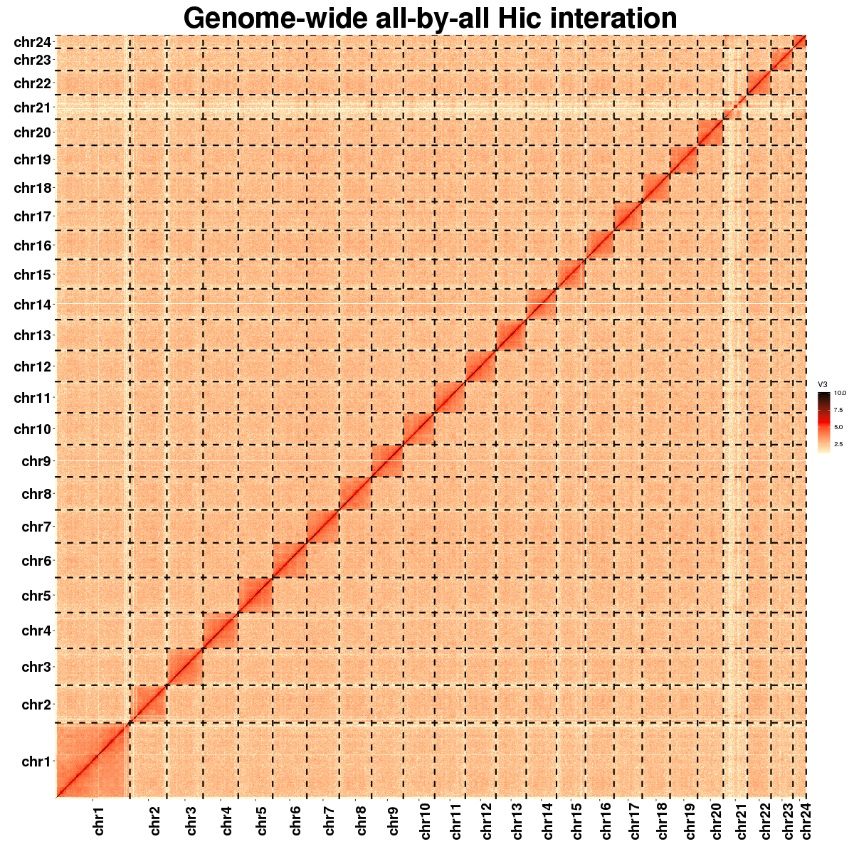 Genome-wide all-by-all Hic interation
chr24
chr23
chr22
chr21
chr20
chr19
chr18
chr17
chr16
chr15
chr14
chr13
chr12
chr11
chr10
chr9
chr8
chr7
chr6
chr5
chr4
chr3
chr2
chr1
V3
10.0
7.5
5.0
2.5
chr1
chr2
chr3
chr4
chr5
chr6
chr7
chr8
chr9
chr10
chr11
chr12
chr13
chr14
chr15
chr16
chr17
chr18
chr19
chr20
chr21
chr22
chr23
chr24